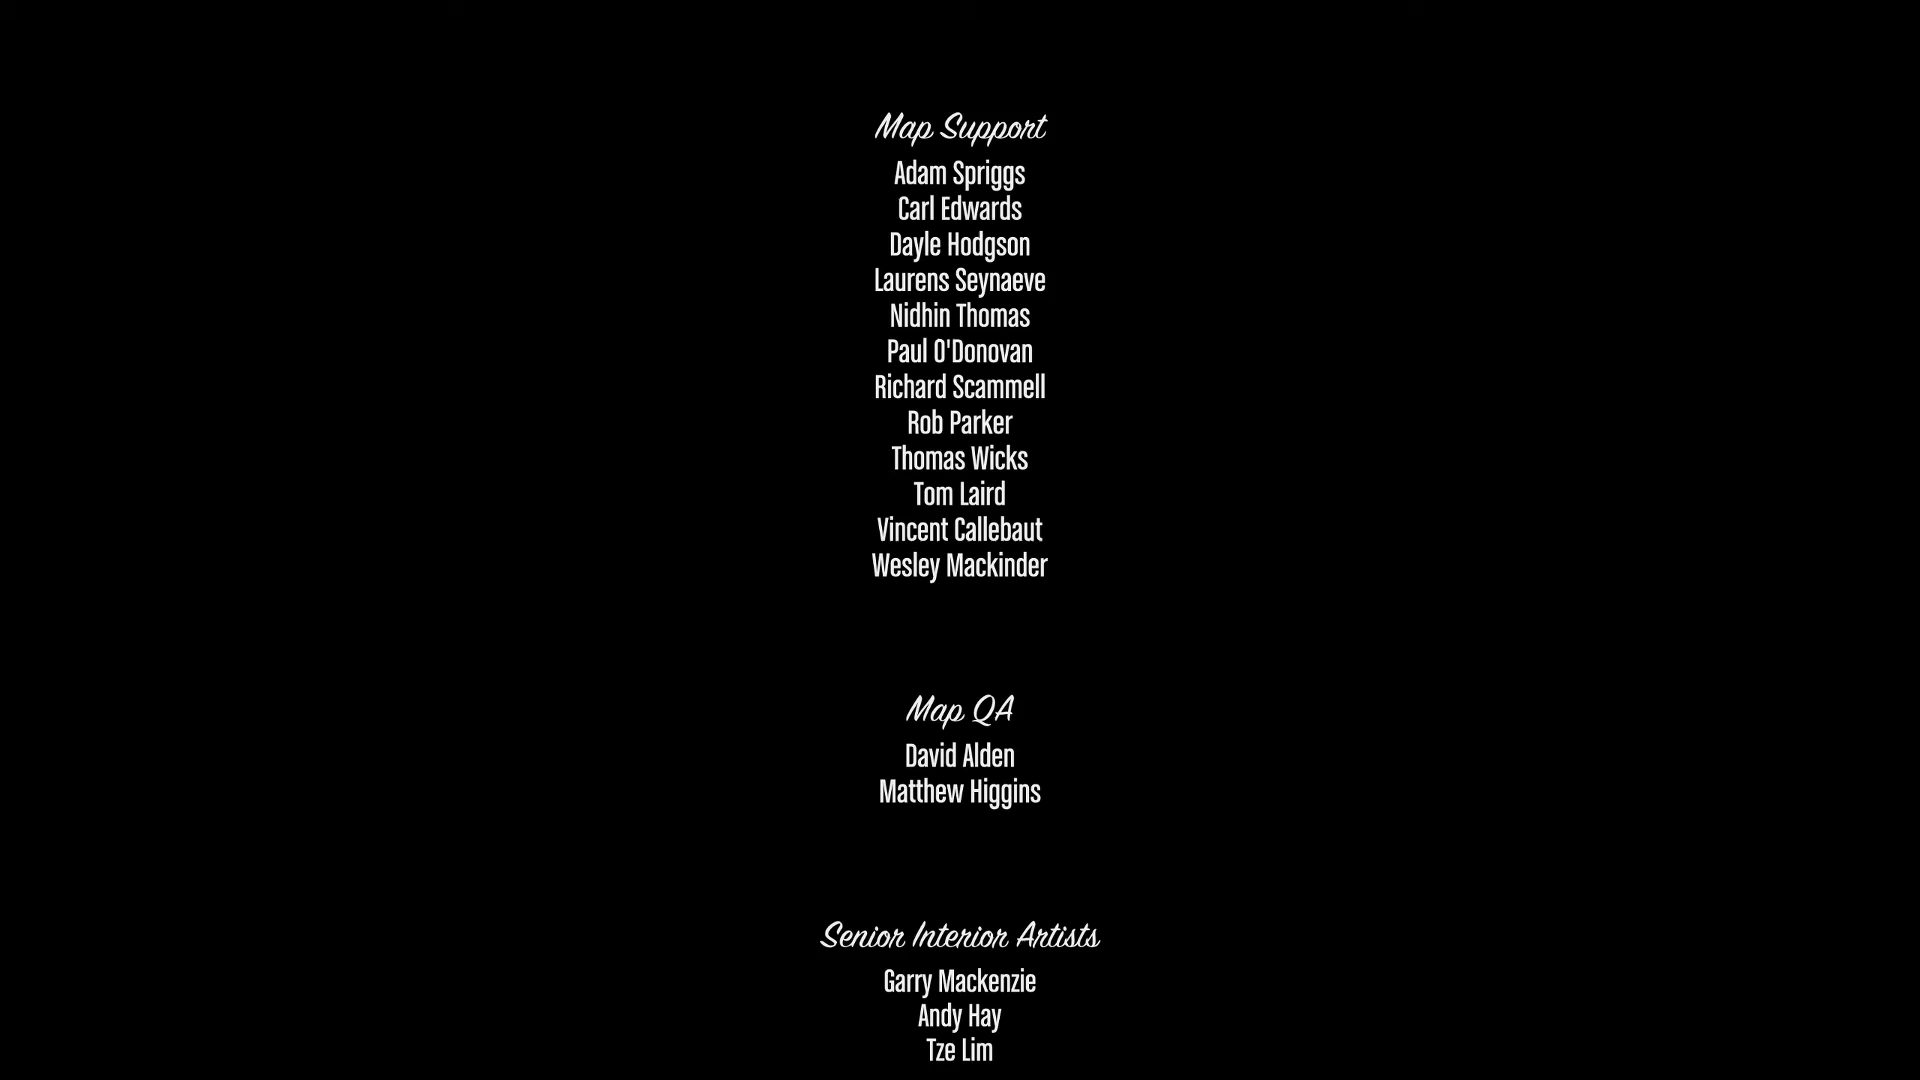 Map Support
Adam Spriggs
Carl Edwards
Dayle Hodgson
Laurens Seynaeve
Nidhin Thomas
Paul O'Donovan
Richard Scammell
Rob Parker
Thomas Wicks
Tom Laird
Vincent Callebaut
Wesley Mackinder
Map QA
David Alden
Matthew Higgins
Senior Interior Artists
Garry Mackenzie
Andy Hay
Tze Lim